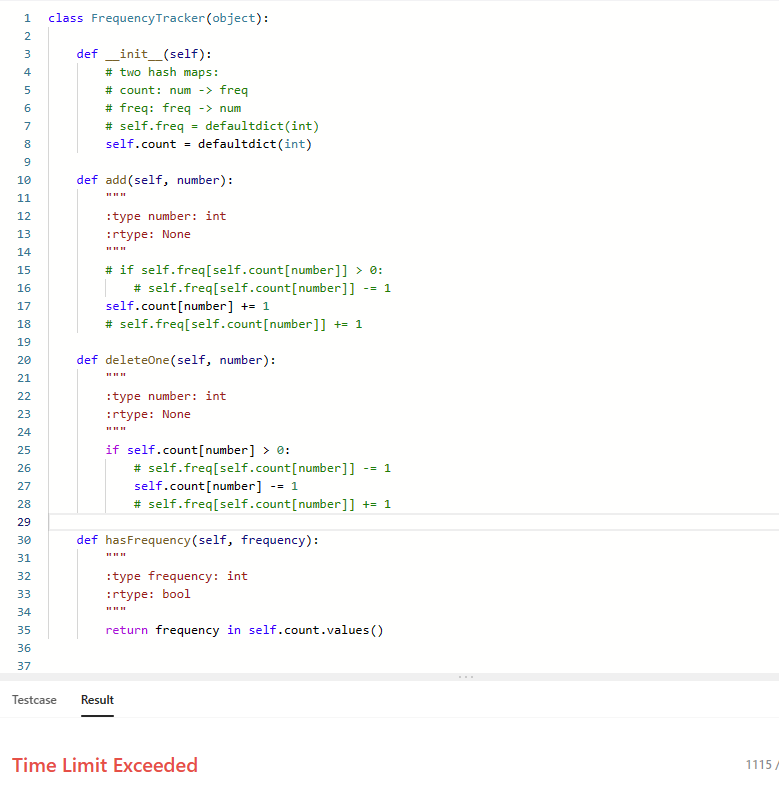 1 class FrequencyTracker(object):
2
3 def __init__(self):
4 # two hash maps:
5 # count: num -> freq
6 # freq: freq -> num
7 # self.freq = defaultdict(int)
8 self.count = defaultdict(int)
9
10 def add(self, number):
11 """
12 :type number: int
13 :rtype: None
14 """
15 # if self.freq[self.count[number]] > 0:
16 # self.freq[self.count[number]] -= 1
17 self.count[number] += 1
18 # self.freq[self.count[number]] += 1
19
20 def deleteOne(self, number):
21 """
22 :type number: int
23 :rtype: None
24 """
25 if self.count[number] > 0:
26 # self.freq[self.count[number]] -= 1
27 self.count[number] -= 1
28 # self.freq[self.count[number]] += 1
29
30 def hasFrequency(self, frequency):
31 """
32 :type frequency: int
33 :rtype: bool
34 """
35 return frequency in self.count.values()
36
37
Testcase Result
Time Limit Exceeded 1115 /